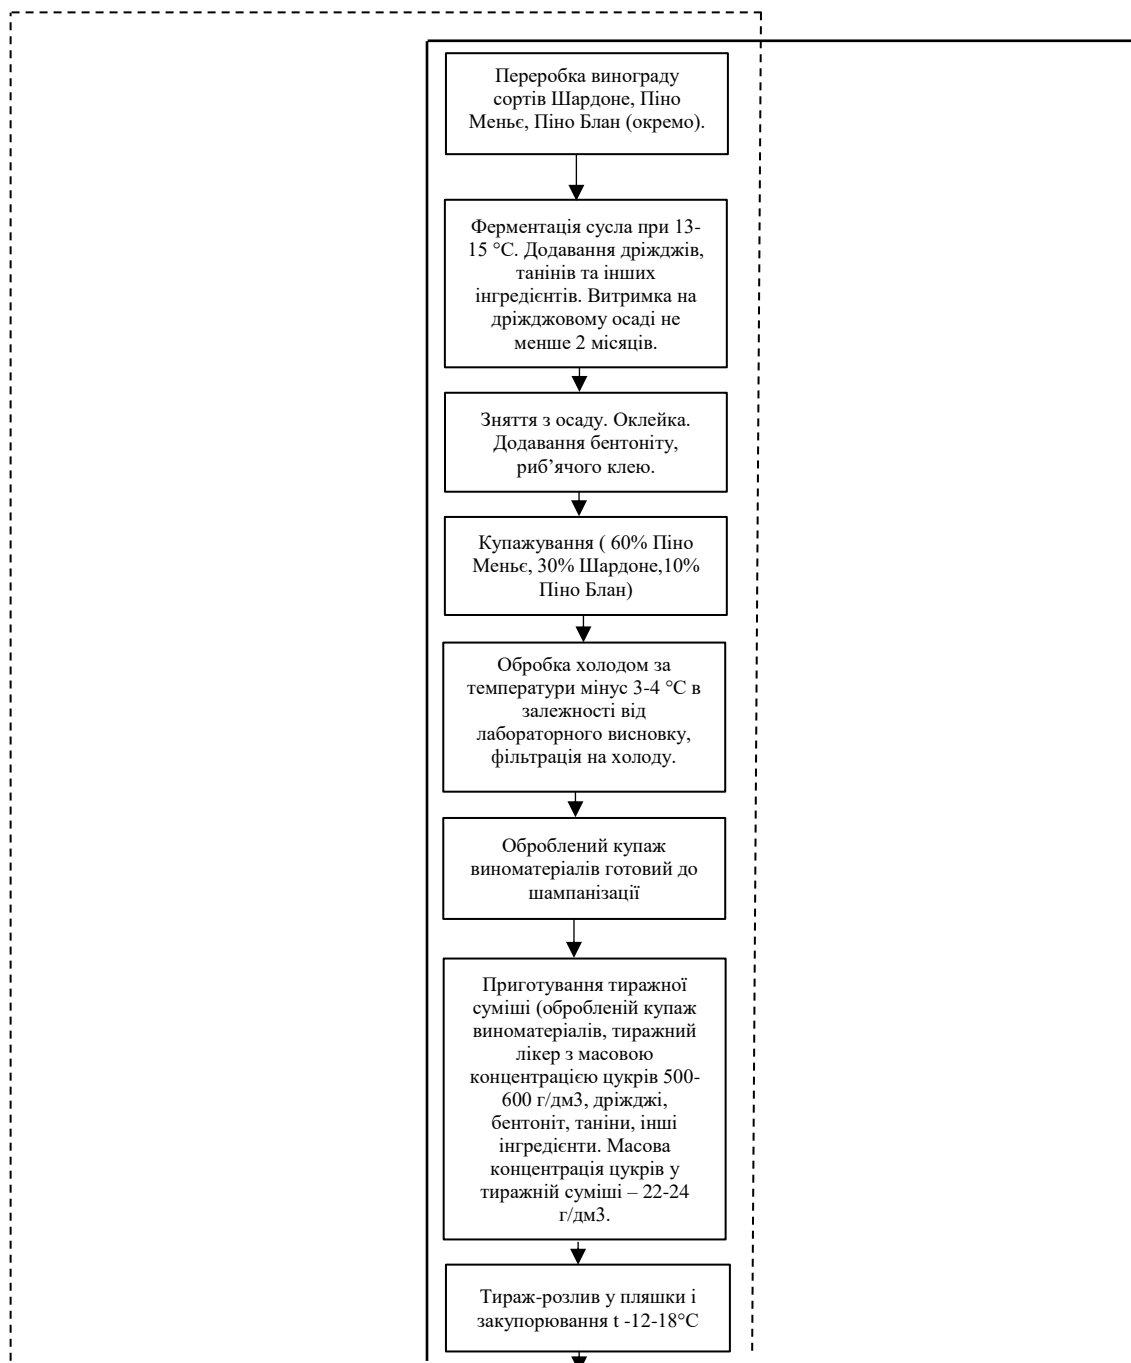 Переробка винограду
сортів Шардоне, Піно
Меньє, Піно Блан (окремо).
Ферментація сусла при 13-
15 °С. Додавання дріжджів,
танінів та інших
інгредієнтів. Витримка на
дріжджовому осаді не
менше 2 місяців.
Зняття з осаду. Оклейка.
Додавання бентоніту,
риб’ячого клею.
Купажування ( 60% Піно
Меньє, 30% Шардоне,10%
Піно Блан)
Обробка холодом за
температури мінус 3-4 °С в
залежності від
лабораторного висновку,
фільтрація на холоду.
Оброблений купаж
виноматеріалів готовий до
шампанізації
Приготування тиражної
суміші (обробленій купаж
виноматеріалів, тиражний
лікер з масовою
концентрацією цукрів 500-
600 г/дм3, дріжджі,
бентоніт, таніни, інші
інгредієнти. Масова
концентрація цукрів у
тиражній суміші – 22-24
г/дм3.
Тираж-розлив у пляшки і
закупорювання t -12-18°С